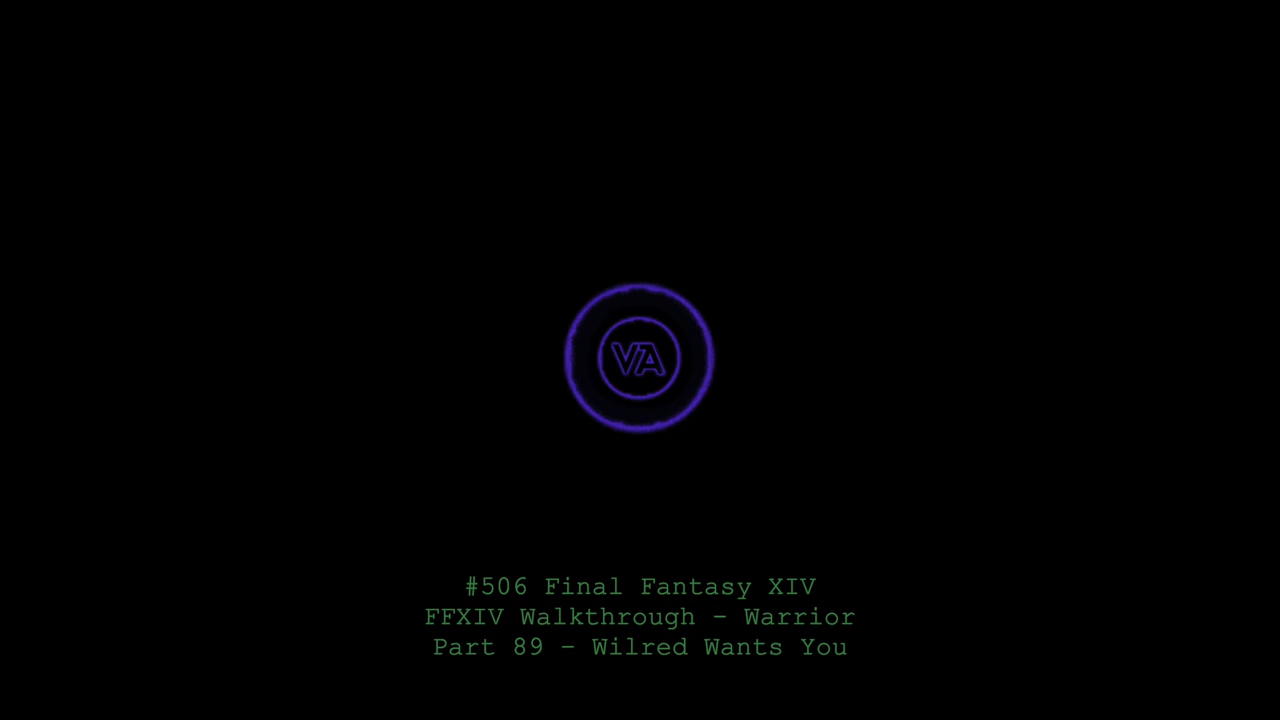 VA
#506 Final Fantasy XIV
FFXIV Walkthrough - Warrior
Part 89 - Wilred Wants You